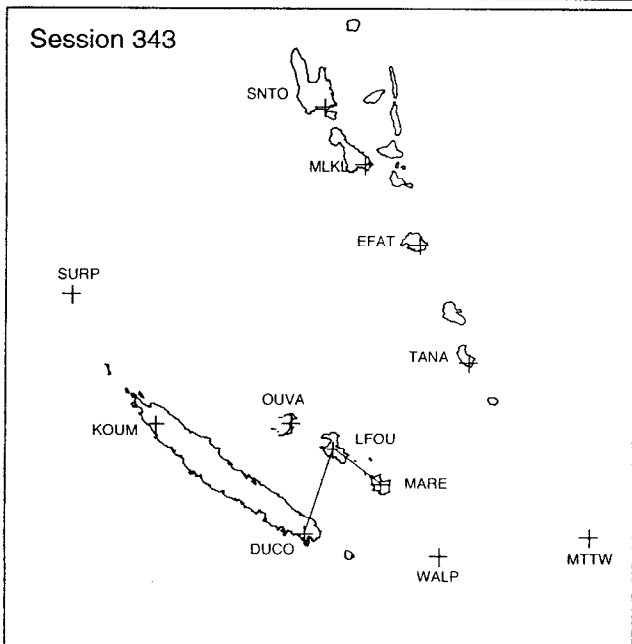 Session 343
SNTO
MLKL
EFAT
SURP
TANA
OUVA
KOUM
LFOU
MARE
DUCO
WALP
MTTW